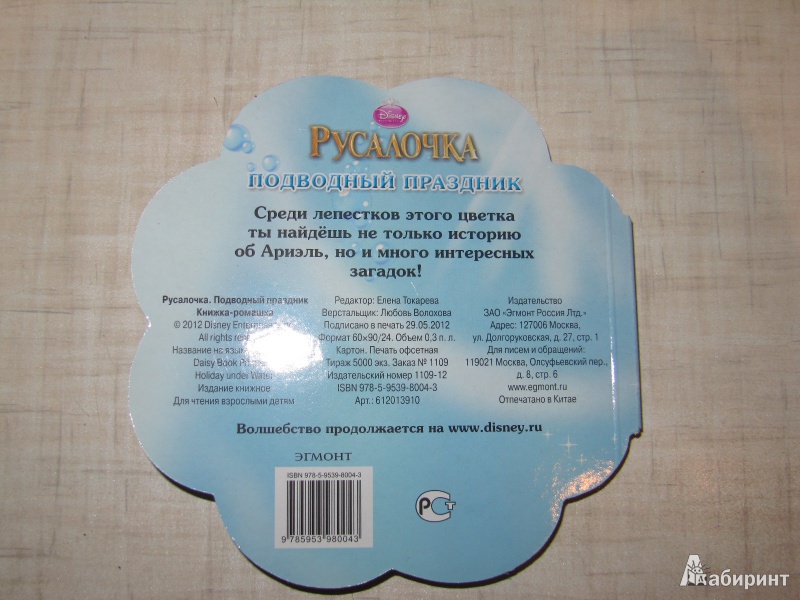 Disney
РУСАЛОЧКА
ПОДВОДНЫЙ ПРАЗДНИК
Среди лепестков этого цветка
ты найдёшь не только историю
об Ариэль, но и много интересных
загадок!
Русалочка. Подводный праздник
Книжка-ромашка
© 2012 Disney
All rights
Название на
Daisy Book
Holiday under
Издание книжное
Для чтения взрослыми детям
Редактор: Елена Токарева
Верстальщик: Любовь Волохова
Подписано в печать 29.05.2012
Формат 60×90/24. Объем 0,3 п. л.
Картон. Печать офсетная
Тираж 5000 экз. Заказ № 1109
Издательский номер 1109-12
ISBN 978-5-9539-8004-3
Арт.: 612013910
Издательство
ЗАО «Эгмонт Россия Лтд.»
Адрес: 127006 Москва,
ул. Долгоруковская, д. 27, стр. 1
Для писем и обращений:
119021 Москва, Олсуфьевский пер.,
д. 8, стр. 6
www.egmont.ru
Отпечатано в Китае
Волшебство продолжается на www.disney.ru
ЭГМОНТ
ISBN 978-5-9539-8004-3
9 785953 980043
РСТ
Лабиринт